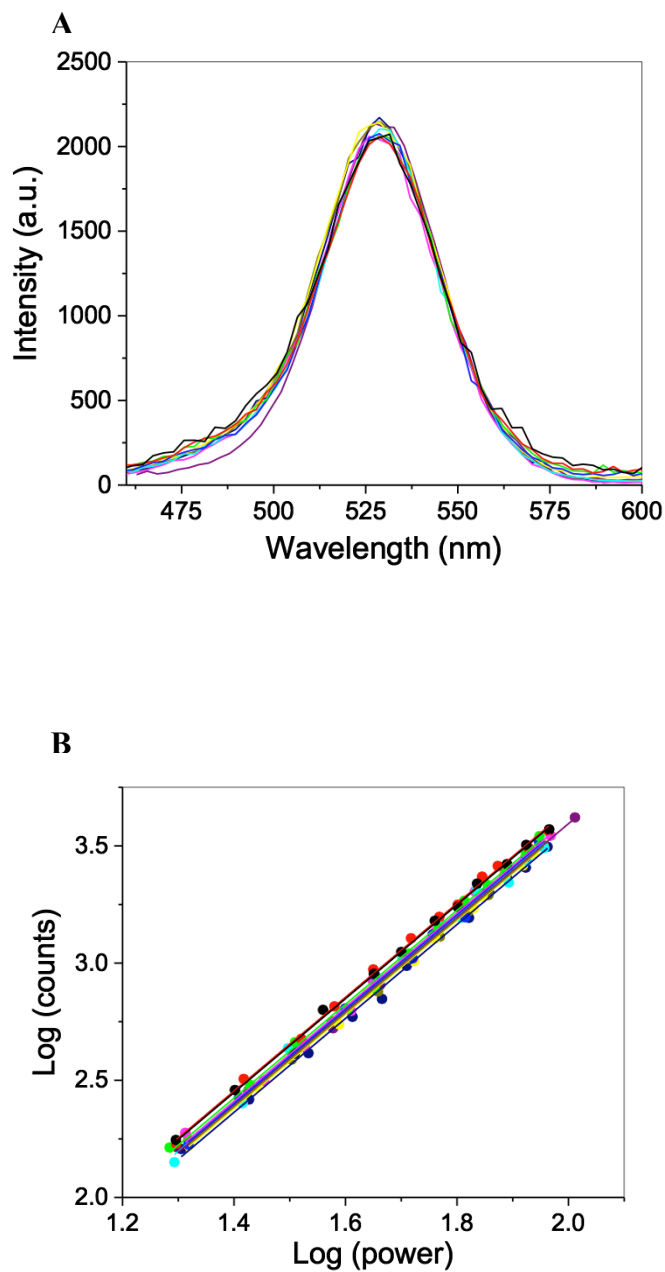 A
2500
2000
1500
1000
500
0
475 500 525 550 575 600
Intensity (a.u.)
Wavelength (nm)
B
3.5
3.0
2.5
2.0
1.2 1.4 1.6 1.8 2.0
Log (counts)
Log (power)